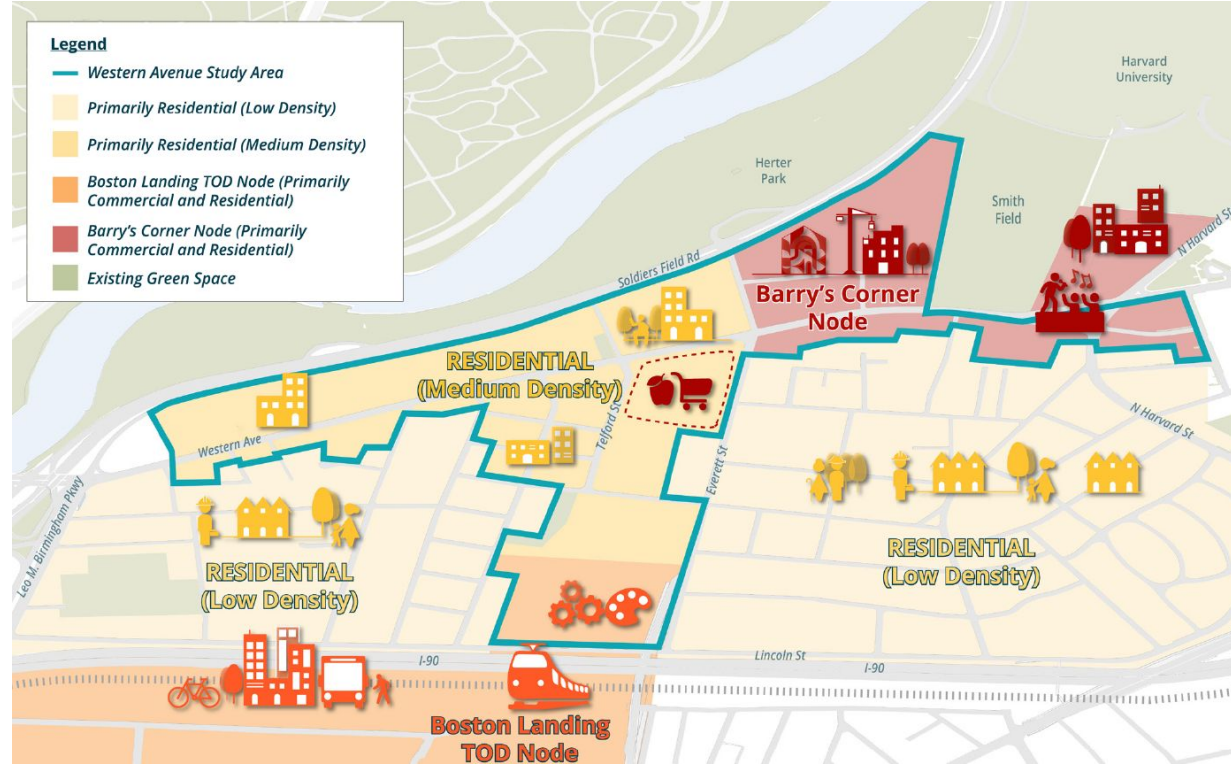 Legend
Western Avenue Study Area
Primarily Residential (Low Density)
Primarily Residential (Medium Density)
Boston Landing TOD Node (Primarily
Commercial and Residential)
Barry's Corner Node (Primarily
Commercial and Residential)
Existing Green Space
Harvard
University
Herter
Park
Smith
Field
N Harvard St
Soldiers Field Rd
Barry's Corner
Node
RESIDENTIAL
(Medium Density)
Telford St
Western Ave
Everett St
N Harvard St
Leo M. Birmingham Pkwy
RESIDENTIAL
(Low Density)
RESIDENTIAL
(Low Density)
I-90
Lincoln St
I-90
Boston Landing
TOD Node